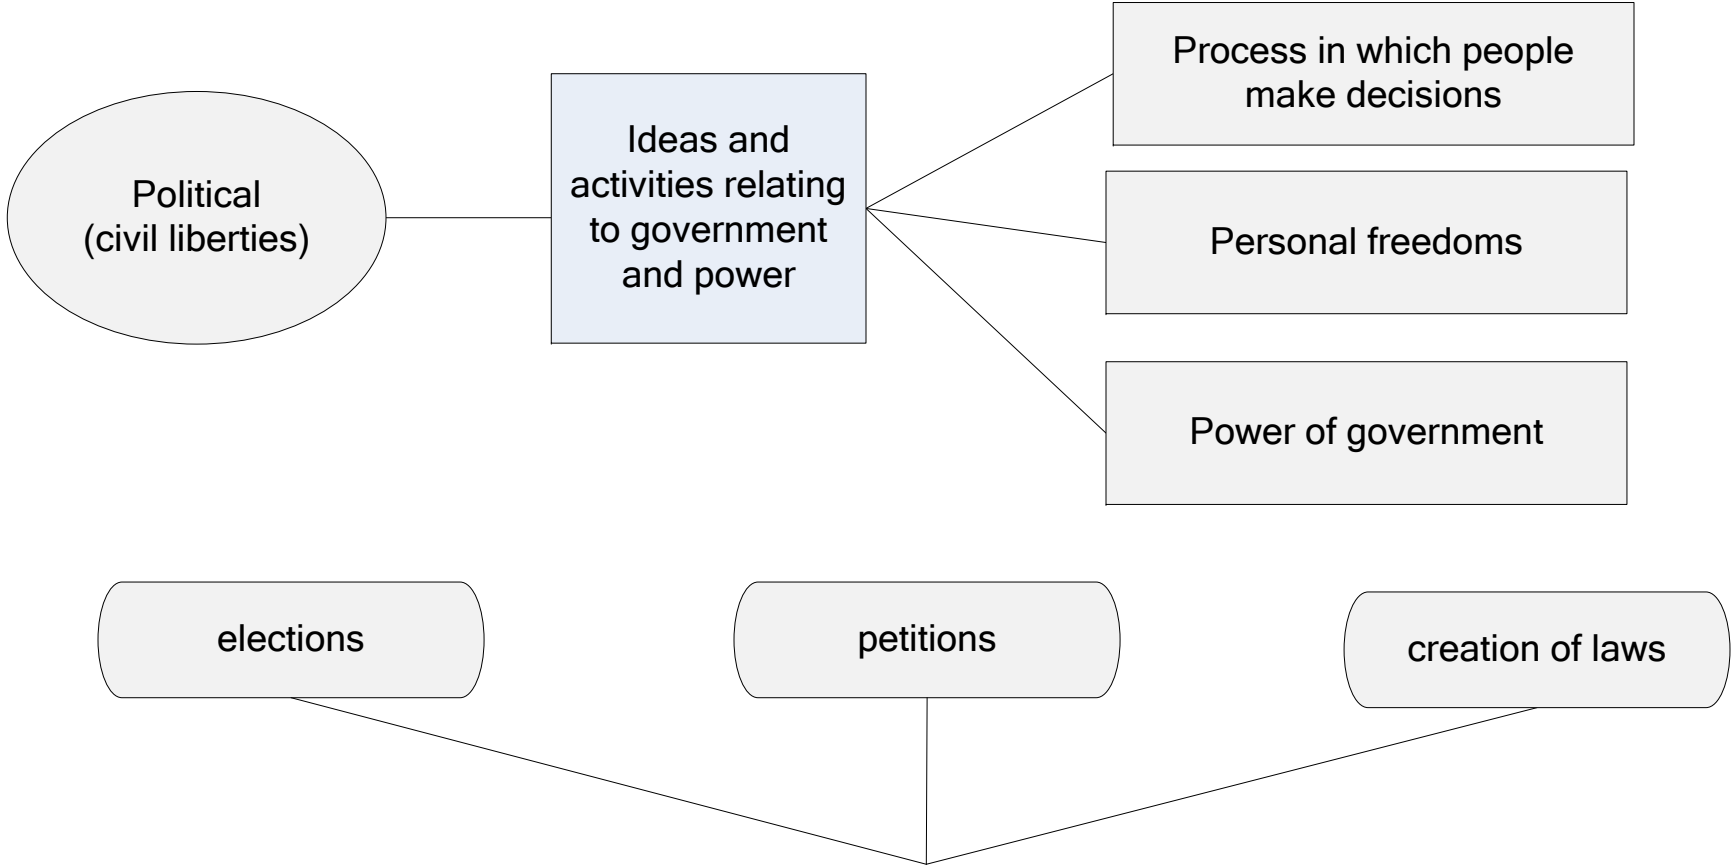 Political
(civil liberties)
Ideas and
activities relating
to government
and power
Process in which people
make decisions
Personal freedoms
Power of government
elections
petitions
creation of laws